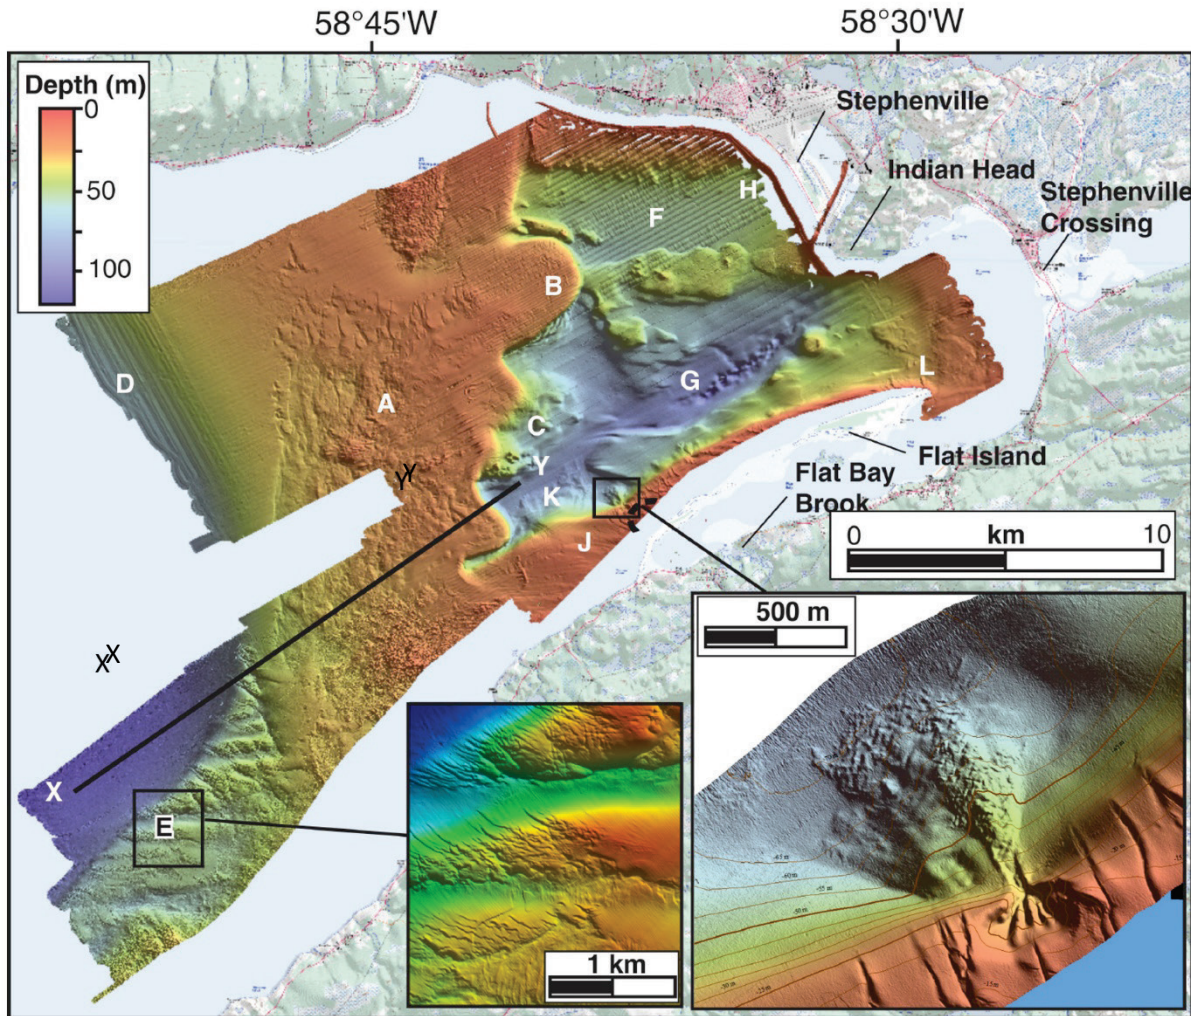 58°45'W
58°30'W
Depth (m)
0
50
100
Stephenville
Indian Head
Stephenville
Crossing
H
F
B
D
G
L
A
C
Y
Y
Y
K
Flat Island
Flat Bay
Brook
J
0
km
10
500 m
X
X
X
E
1 km